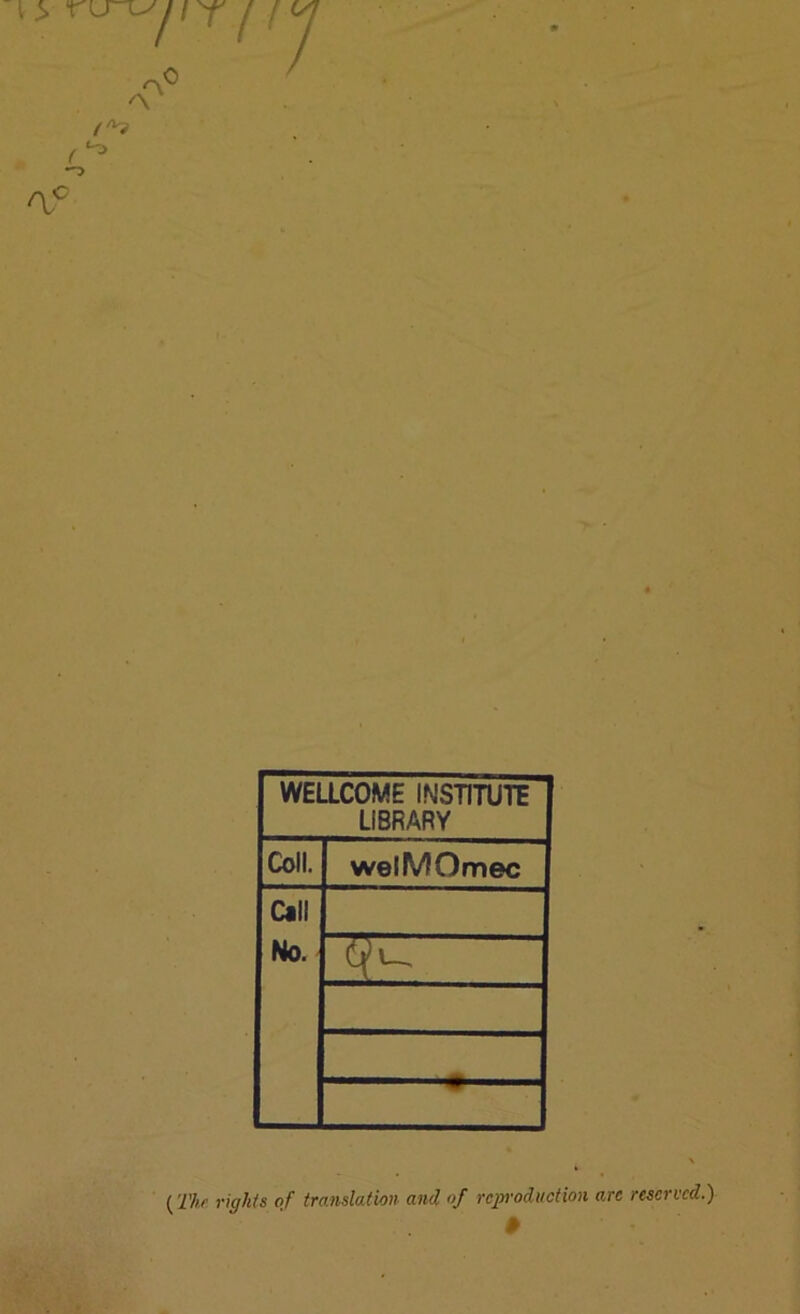 WELLCOME INSTITUTE
LIBRARY
Coll. welMOmec
Call
No.
(The rights of translation and of reproduction are reserved.)